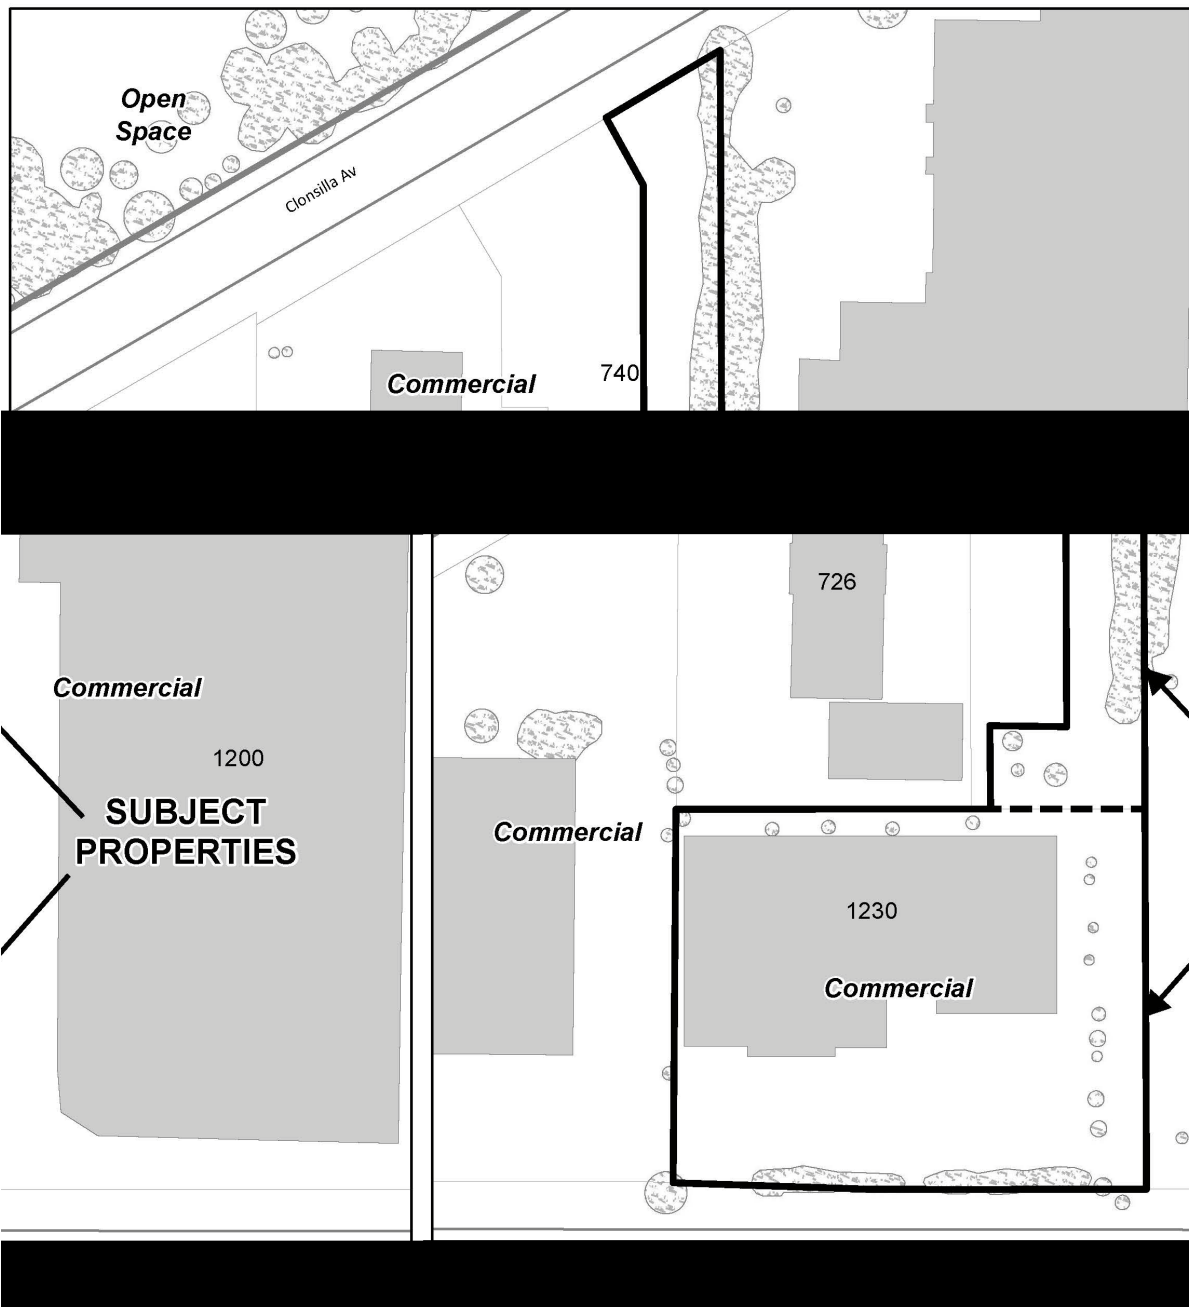 Open
Space
Clonsilla Av
Commercial
740
726
Commercial
1200
SUBJECT
PROPERTIES
Commercial
1230
Commercial